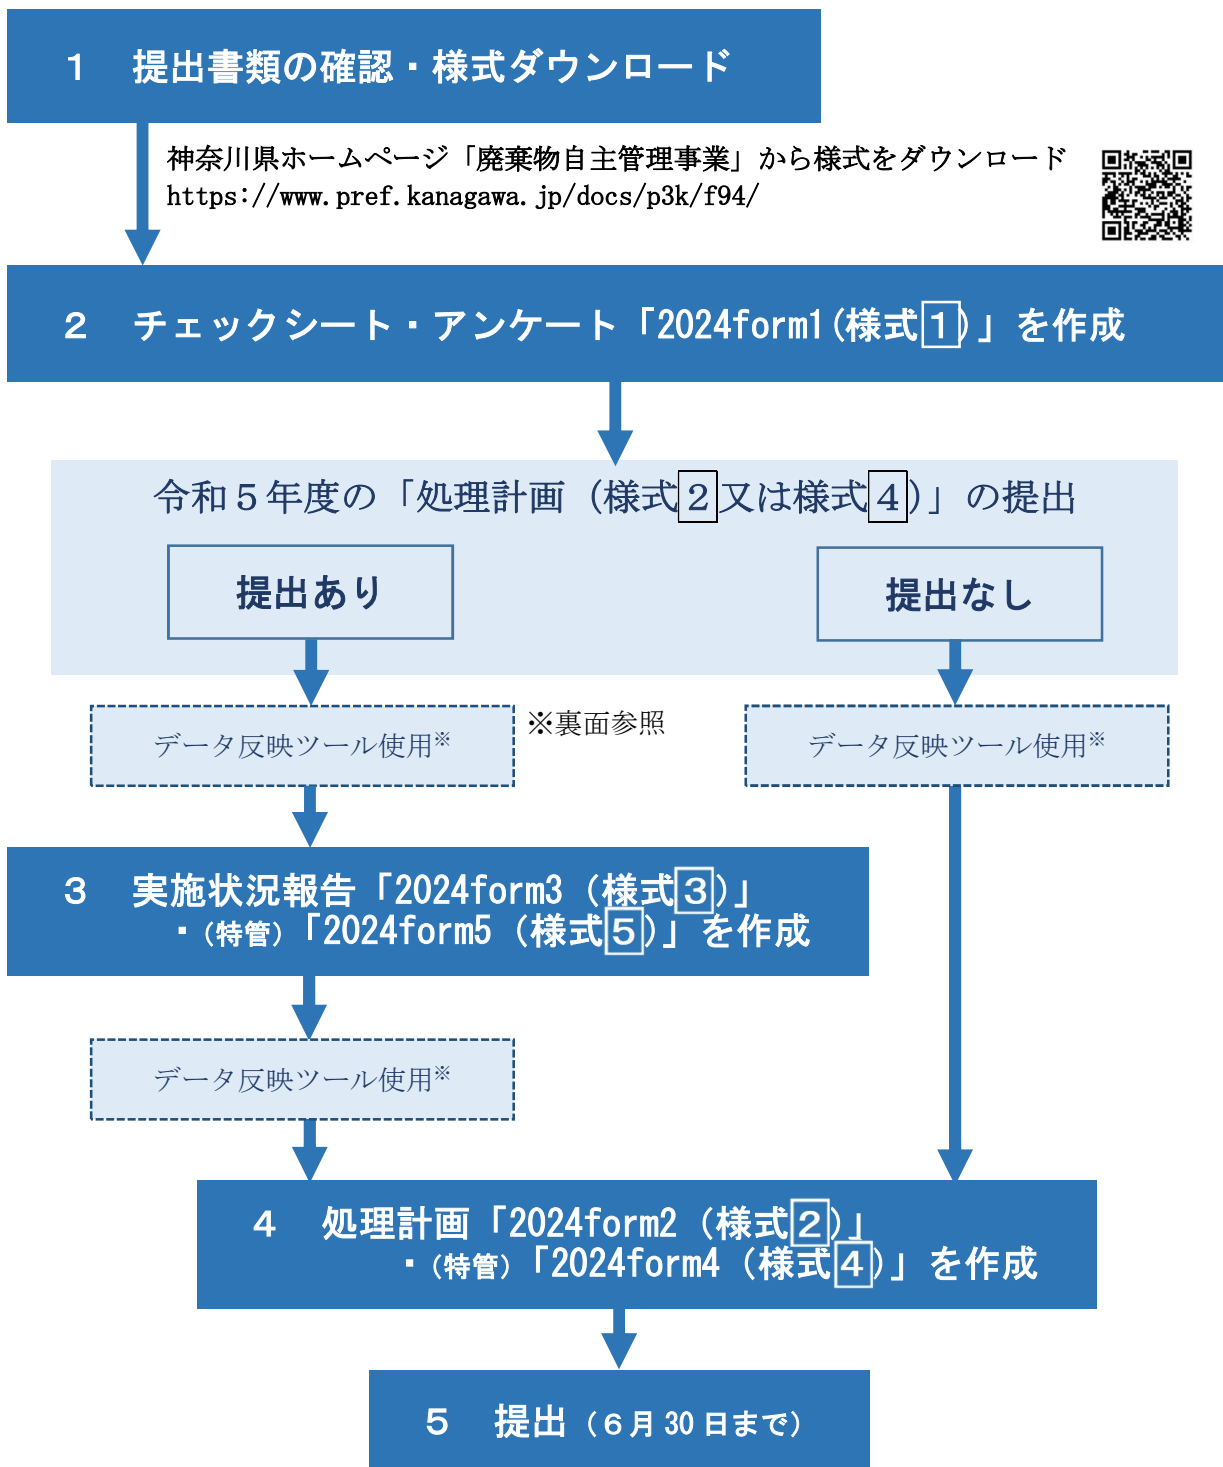 １　提出書類の確認・様式ダウンロード
神奈川県ホームページ「廃棄物自主管理事業」から様式をダウンロード
https://www.pref.kanagawa.jp/docs/p3k/f94/
２　チェックシート・アンケート「2024form1(様式1)」を作成
令和５年度の「処理計画（様式２又は様式４）」の提出
提出あり
提出なし
データ反映ツール使用※
※裏面参照
データ反映ツール使用※
３　実施状況報告「2024form3（様式３）」
・（特管）「2024form5（様式５）」を作成
データ反映ツール使用※
４　処理計画「2024form2（様式２）」
・（特管）「2024form4（様式４）」を作成
５　提出（６月30日まで）